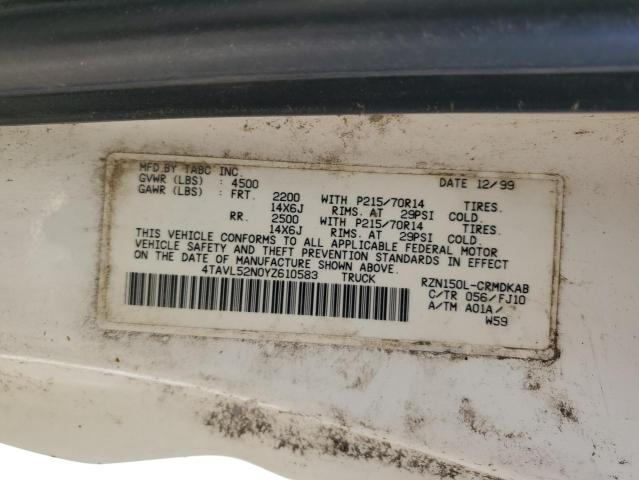 MFD.BY TABC INC. DATE 12/99
GVWR (LBS) : 4500
GAWR (LBS) : FRT. 2200 WITH P215/70R14 TIRES.
14X6J RIMS. AT 29PSI COLD.
RR. 2500 WITH P215/70R14 TIRES.
14X6J RIMS. AT 29PSI COLD.
THIS VEHICLE CONFORMS TO ALL APPLICABLE FEDERAL MOTOR
VEHICLE SAFETY AND THEFT PREVENTION STANDARDS IN EFFECT
ON THE DATE OF MANUFACTURE SHOWN ABOVE.
4TAVL52N0YZ610583 TRUCK RZN150L-CRMDKAB
C/TR 056/FJ10
A/TM A01A/
W59